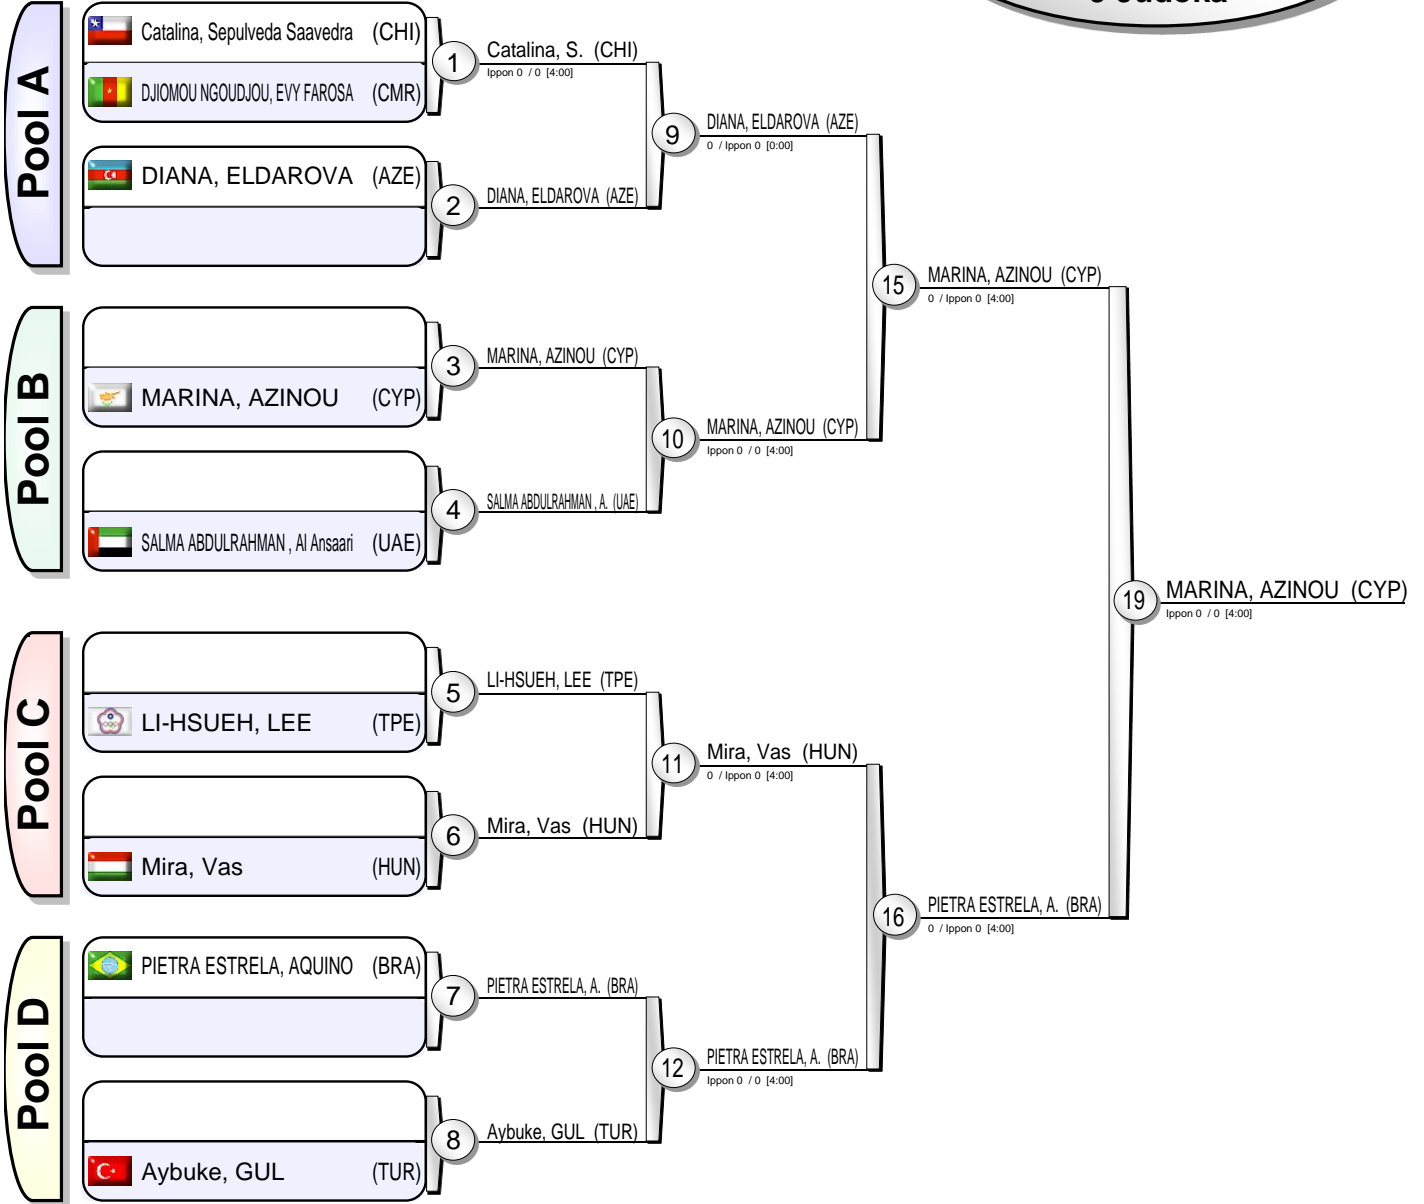 9 Judoka
Pool A
Catalina, Sepulveda Saavedra (CHI)
DJIOMOU NGOUDJOU, EVY FAROSA (CMR)
1
Catalina, S. (CHI)
Ippon 0 / 0 [4:00]
DIANA, ELDAROVA (AZE)
2
DIANA, ELDAROVA (AZE)
9
DIANA, ELDAROVA (AZE)
0 / Ippon 0 [0:00]
Pool B
MARINA, AZINOU (CYP)
3
MARINA, AZINOU (CYP)
SALMA ABDULRAHMAN , Al Ansaari (UAE)
4
SALMA ABDULRAHMAN , A. (UAE)
10
MARINA, AZINOU (CYP)
Ippon 0 / 0 [4:00]
15
MARINA, AZINOU (CYP)
0 / Ippon 0 [4:00]
Pool C
LI-HSUEH, LEE (TPE)
5
LI-HSUEH, LEE (TPE)
Mira, Vas (HUN)
6
Mira, Vas (HUN)
11
Mira, Vas (HUN)
0 / Ippon 0 [4:00]
Pool D
PIETRA ESTRELA, AQUINO (BRA)
7
PIETRA ESTRELA, A. (BRA)
Aybuke, GUL (TUR)
8
Aybuke, GUL (TUR)
12
PIETRA ESTRELA, A. (BRA)
Ippon 0 / 0 [4:00]
16
PIETRA ESTRELA, A. (BRA)
0 / Ippon 0 [4:00]
19
MARINA, AZINOU (CYP)
Ippon 0 / 0 [4:00]